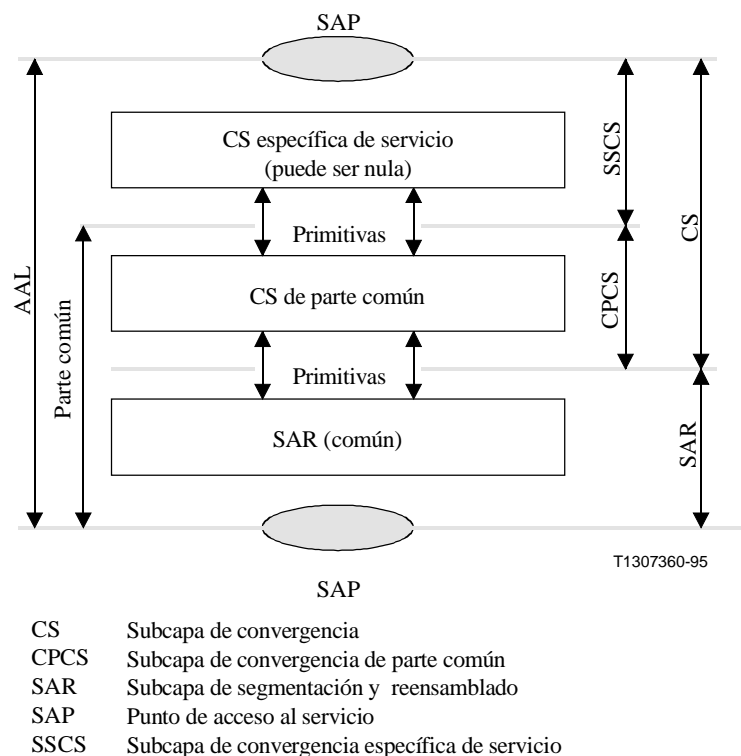 SAP
CS específica de servicio
(puede ser nula)
SSCS
CS
Primitivas
AAL
Parte común
CS de parte común
CPCS
Primitivas
SAR (común)
SAR
T1307360-95
SAP
CS Subcapa de convergencia
CPCS Subcapa de convergencia de parte común
SAR Subcapa de segmentación y reensamblado
SAP Punto de acceso al servicio
SSCS Subcapa de convergencia específica de servicio